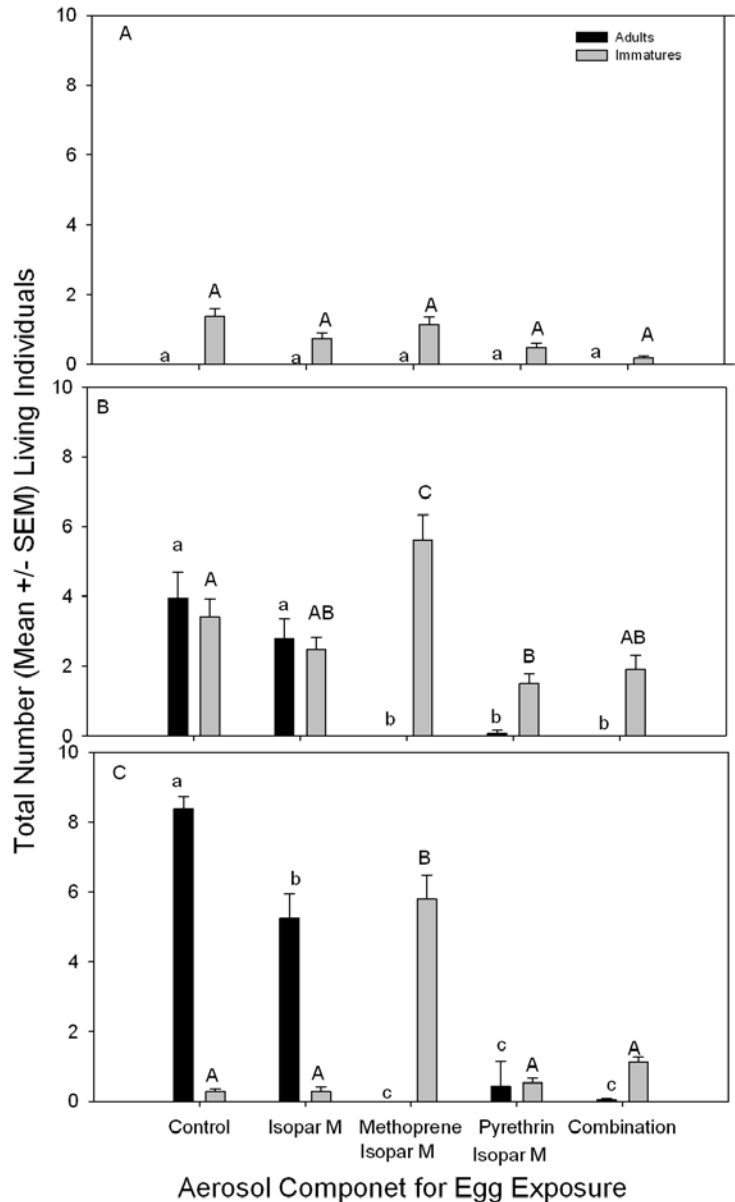 Total Number (Mean +/- SEM) Living Individuals
10
8
6
4
2
0
A
Adults
Immatures
A
A
A
A
A
a
a
a
a
a
10
8
6
4
2
0
B
a
A
a
AB
C
b
b
B
b
AB
10
8
6
4
2
0
C
a
A
b
A
c
B
c
A
c
A
Control
Isopar M
Methoprene
Isopar M
Pyrethrin
Isopar M
Combination
Aerosol Componet for Egg Exposure